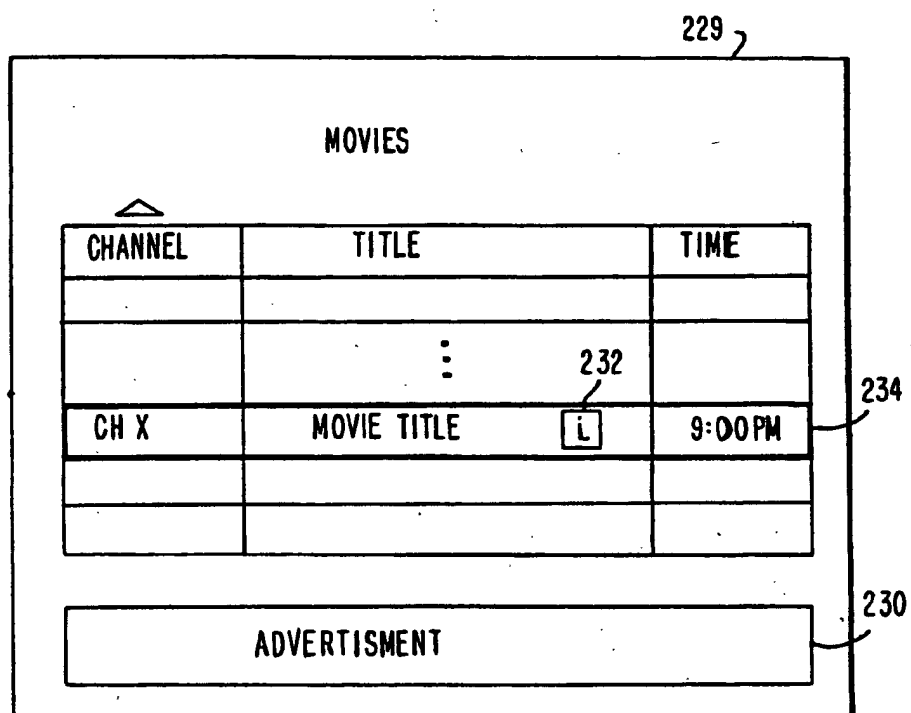 229
MOVIES
CHANNEL TITLE TIME
232
234
CH X MOVIE TITLE i 9:00PM
230
ADVERTISMENT